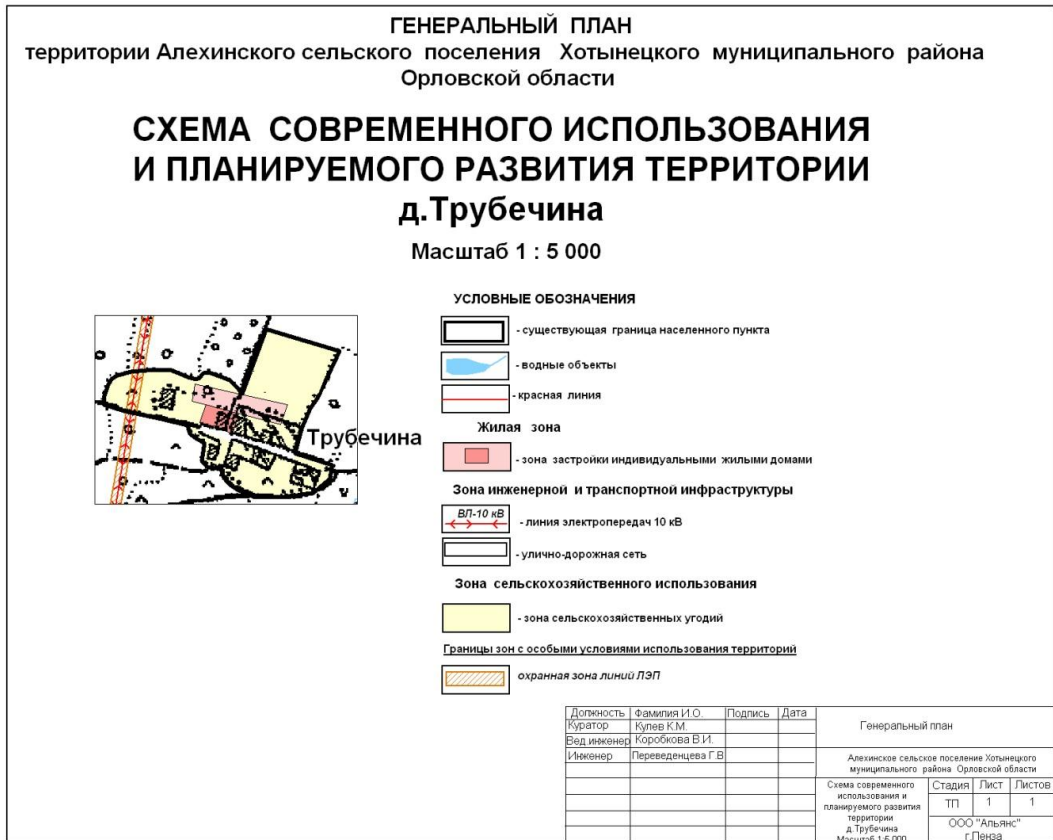 ГЕНЕРАЛЬНЫЙ ПЛАН
территории Алехинского сельского поселения Хотынецкого муниципального района
Орловской области
СХЕМА СОВРЕМЕННОГО ИСПОЛЬЗОВАНИЯ
И ПЛАНИРУЕМОГО РАЗВИТИЯ ТЕРРИТОРИИ
д.Трубечина
Масштаб 1 : 5 000
Трубечина
УСЛОВНЫЕ ОБОЗНАЧЕНИЯ
- существующая граница населенного пункта
- водные объекты
- красная линия
Жилая зона
- зона застройки индивидуальными жилыми домами
Зона инженерной и транспортной инфраструктуры
ВЛ-10 кВ
- линия электропередач 10 кВ
- улично-дорожная сеть
Зона сельскохозяйственного использования
- зона сельскохозяйственных угодий
Границы зон с особыми условиями использования территорий
охранная зона линий ЛЭП
Должность Фамилия И.О. Подпись Дата
Куратор Кулев К.М.
Вед.инженер Коробкова В.И.
Инженер Переведенцева Г.В
Генеральный план
Алехинское сельское поселение Хотынецкого
муниципального района Орловской области
Схема современного
использования и
планируемого развития
территории
д.Трубечина
Масштаб 1:5 000
Стадия Лист Листов
ТП 1 1
ООО "Альянс"
г.Пенза